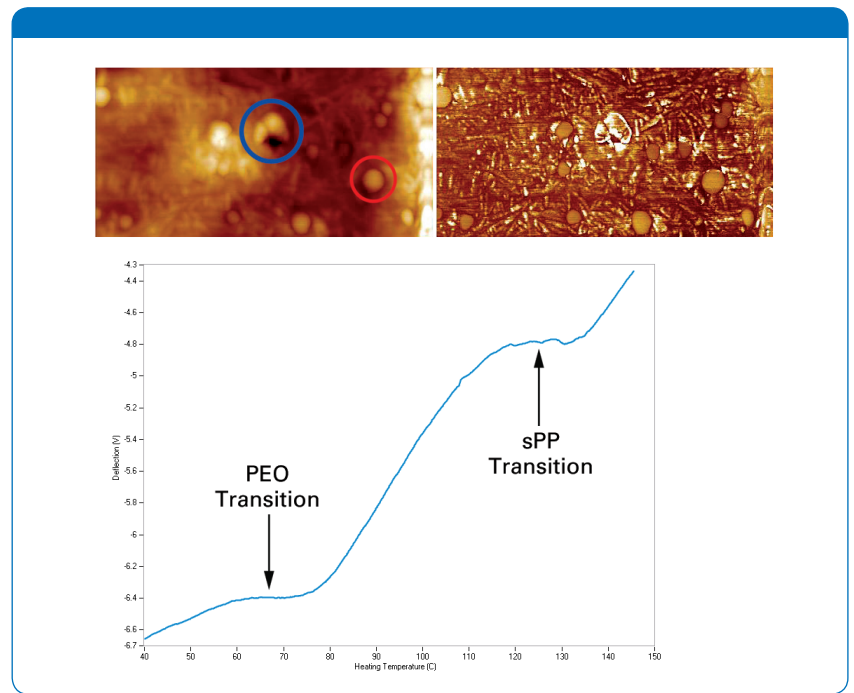 -4.3
-4.4
-4.6
-4.8
-5
-5.2
-5.4
-5.6
-5.8
-6
-6.2
-6.4
-6.6
-6.7
Deflection (V)
PEO
Transition
sPP
Transition
40 50 60 70 80 90 100 110 120 130 140 150
Heating Temperature (C)